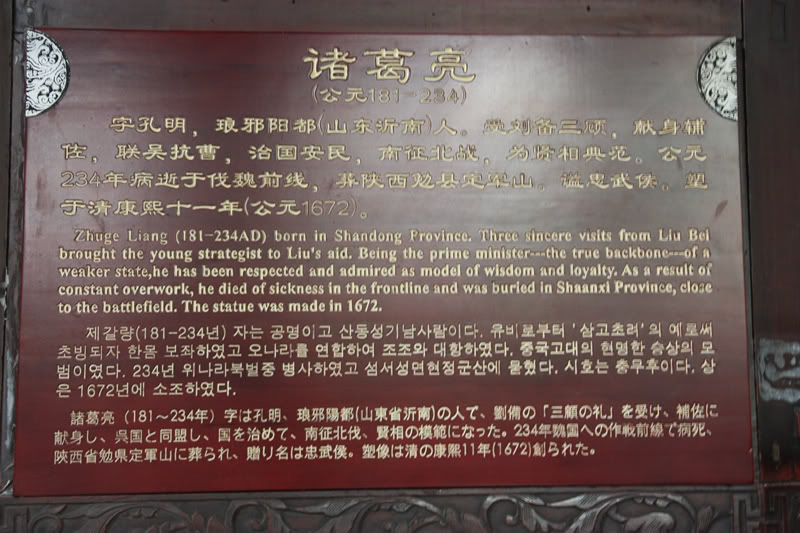 诸葛亮
(公元181-234)
字孔明，琅邪阳都(山东沂南)人。受刘备三顾，献身辅
佐，联吴抗曹，治国安民，南征北战，为贤相典范。公元
234年病逝于伐魏前线，葬陕西勉县定军山。谥忠武侯。塑
于清康熙十一年(公元1672)。
Zhuge Liang (181-234AD) born in Shandong Province. Three sincere visits from Liu Bei
brought the young strategist to Liu's aid. Being the prime minister---the true backbone---of a
weaker state,he has been respected and admired as model of wisdom and loyalty. As a result of
constant overwork, he died of sickness in the frontline and was buried in Shaanxi Province, close
to the battlefield. The statue was made in 1672.
제갈량(181-234년) 자는 공명이고 산동성기남사람이다. 유비로부터 '삼고초려'의 예로써
초빙되자 한몸 보좌하였고 오나라를 연합하여 조조와 대항하였다. 중국고대의 현명한 승상의 모
범이였다. 234년 위나라북벌중 병사하였고 섬서성면현정군산에 묻혔다. 시호는 충무후이다. 상
은 1672년에 소조하였다.
諸葛亮（181～234年）字は孔明、琅邪陽都(山東省沂南)の人で、劉備の「三顧の礼」を受け、補佐に
献身し、呉国と同盟し、国を治めて、南征北伐、賢相の模範になった。234年魏国への作戦前線で病死、
陝西省勉県定軍山に葬られ、贈り名は忠武侯。塑像は清の康熙11年(1672)創られた。